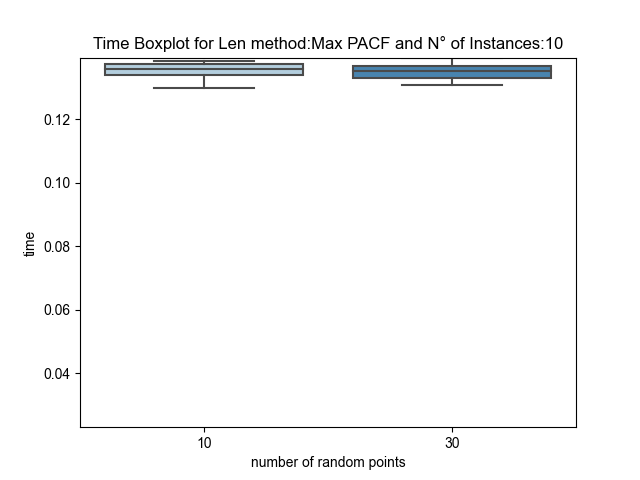 Time Boxplot for Len method:Max PACF and N° of Instances:10
0.12
0.10
0.08
0.06
0.04
time
10
30
number of random points